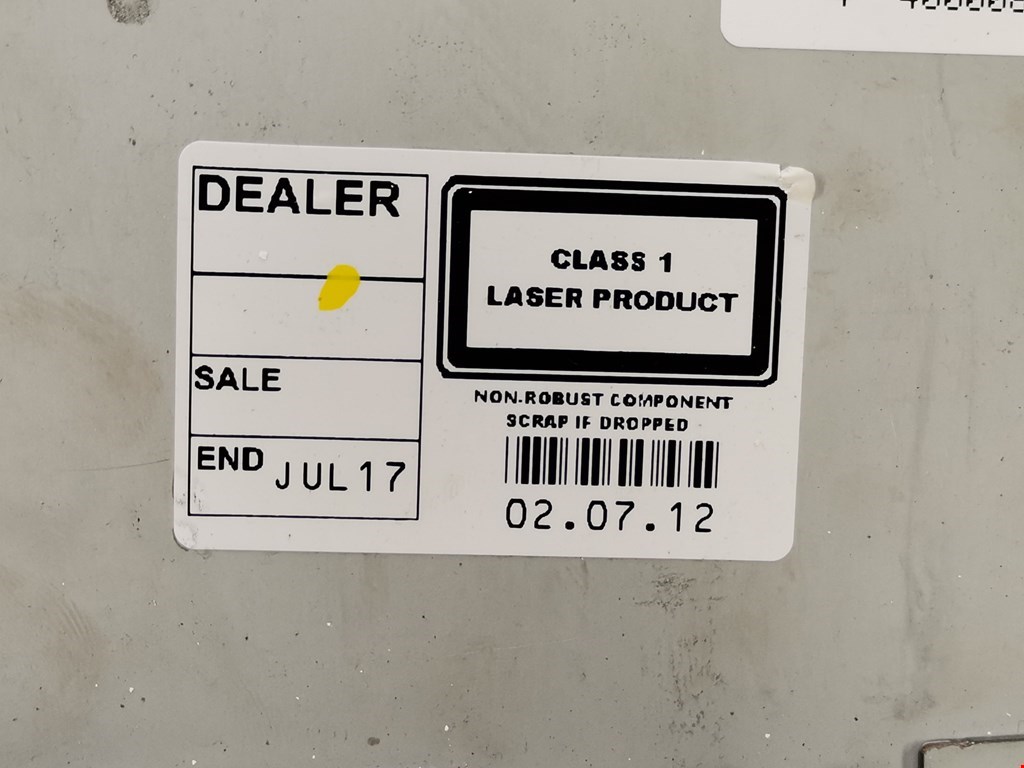 DEALER
SALE
END JUL17
CLASS 1
LASER PRODUCT
NON-ROBUST COMPONENT
SCRAP IF DROPPED
02.07.12